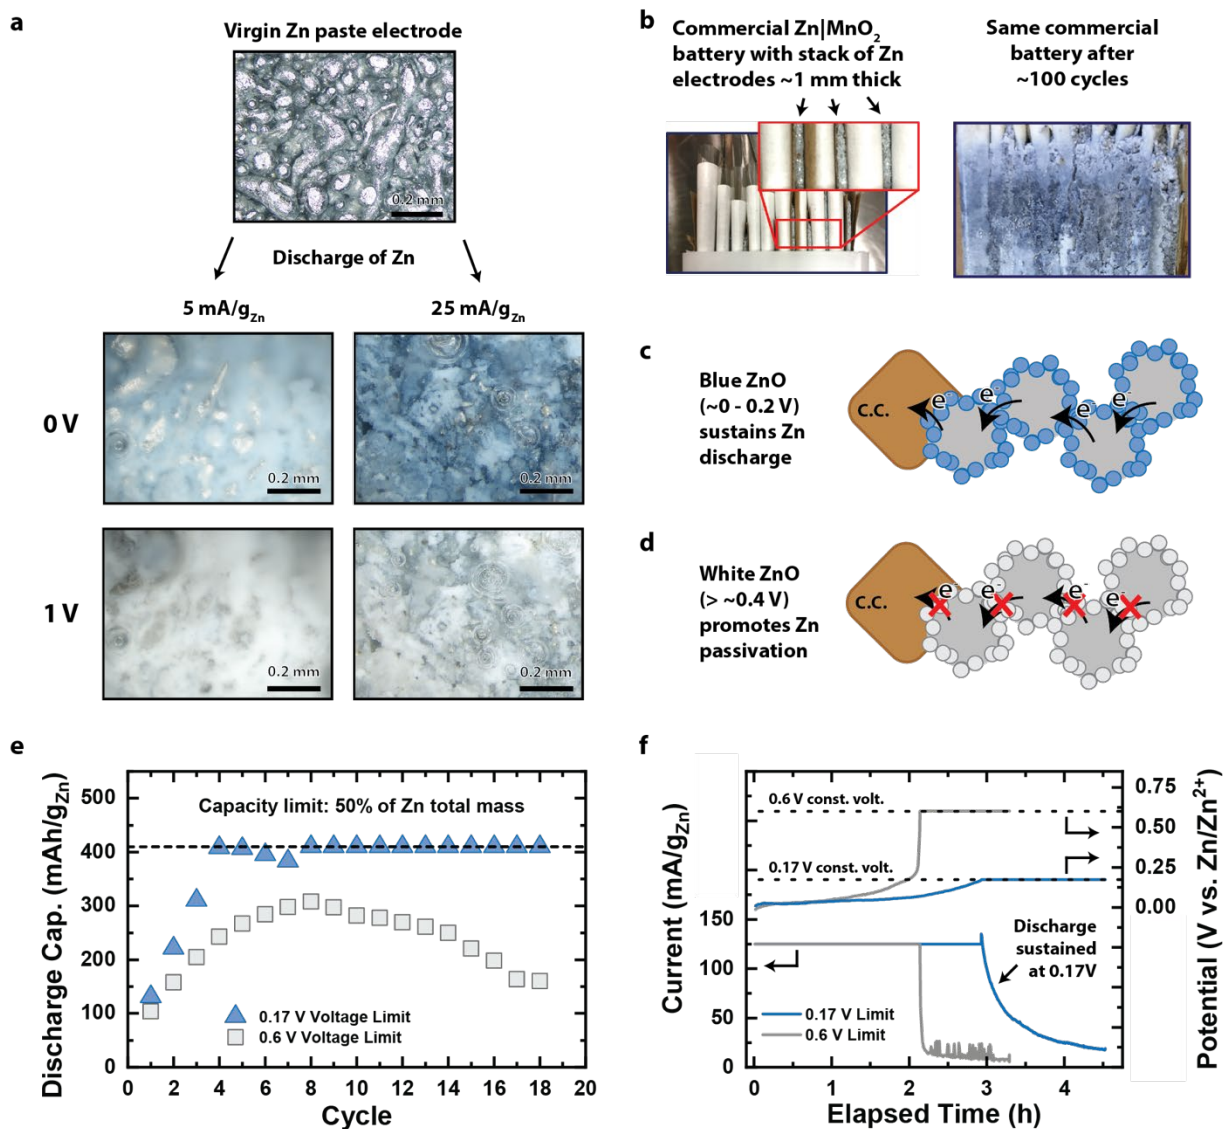 a
Virgin Zn paste electrode
0.2 mm
Discharge of Zn
5 mA/g_Zn
25 mA/g_Zn
0 V
0.2 mm
0.2 mm
1 V
0.2 mm
0.2 mm
b
Commercial Zn|MnO₂
battery with stack of Zn
electrodes ~1 mm thick
Same commercial
battery after
~100 cycles
c
Blue ZnO
(~0 - 0.2 V)
sustains Zn
discharge
C.C.
e⁻
e⁻
e⁻
e⁻
d
White ZnO
(> ~0.4 V)
promotes Zn
passivation
C.C.
e⁻
e⁻
e⁻
e⁻
e
Discharge Cap. (mAh/g_Zn)
500
400
300
200
100
0
Capacity limit: 50% of Zn total mass
0.17 V Voltage Limit
0.6 V Voltage Limit
0 2 4 6 8 10 12 14 16 18 20
Cycle
f
Current (mA/g_Zn)
150
125
100
75
50
25
0
0.6 V const. volt.
0.17 V const. volt.
Discharge
sustained
at 0.17V
0.17 V Limit
0.6 V Limit
0 1 2 3 4
Elapsed Time (h)
0.75
0.50
0.25
0.00
Potential (V vs. Zn/Zn²⁺)